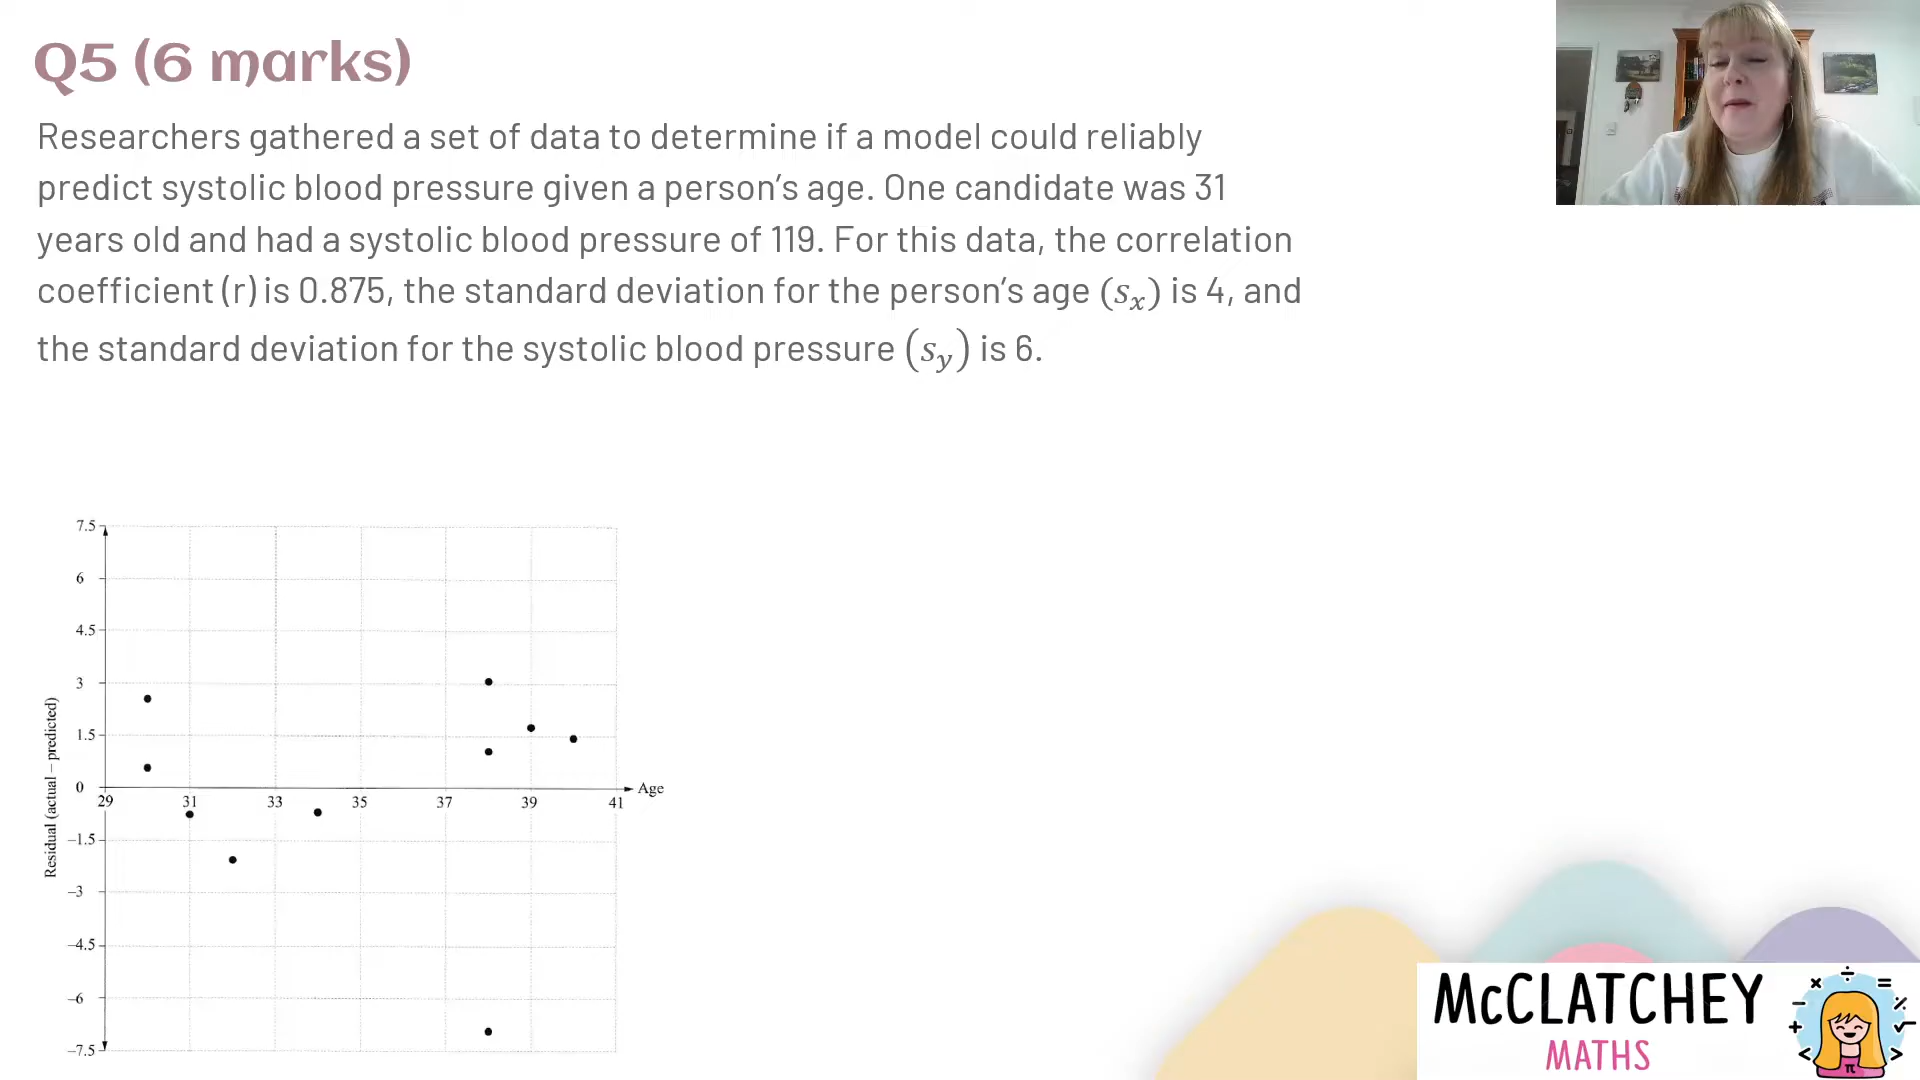 Q5 (6 marks)
Researchers gathered a set of data to determine if a model could reliably
predict systolic blood pressure given a person's age. One candidate was 31
years old and had a systolic blood pressure of 119. For this data, the correlation
coefficient (r) is 0.875, the standard deviation for the person's age (sₓ) is 4, and
the standard deviation for the systolic blood pressure (s_y) is 6.
Residual (actual – predicted)
7.5
6
4.5
3
1.5
0
–1.5
–3
–4.5
–6
–7.5
29 31 33 35 37 39 41
Age
McCLATCHEY
MATHS
× ÷ = − % + √ < π >